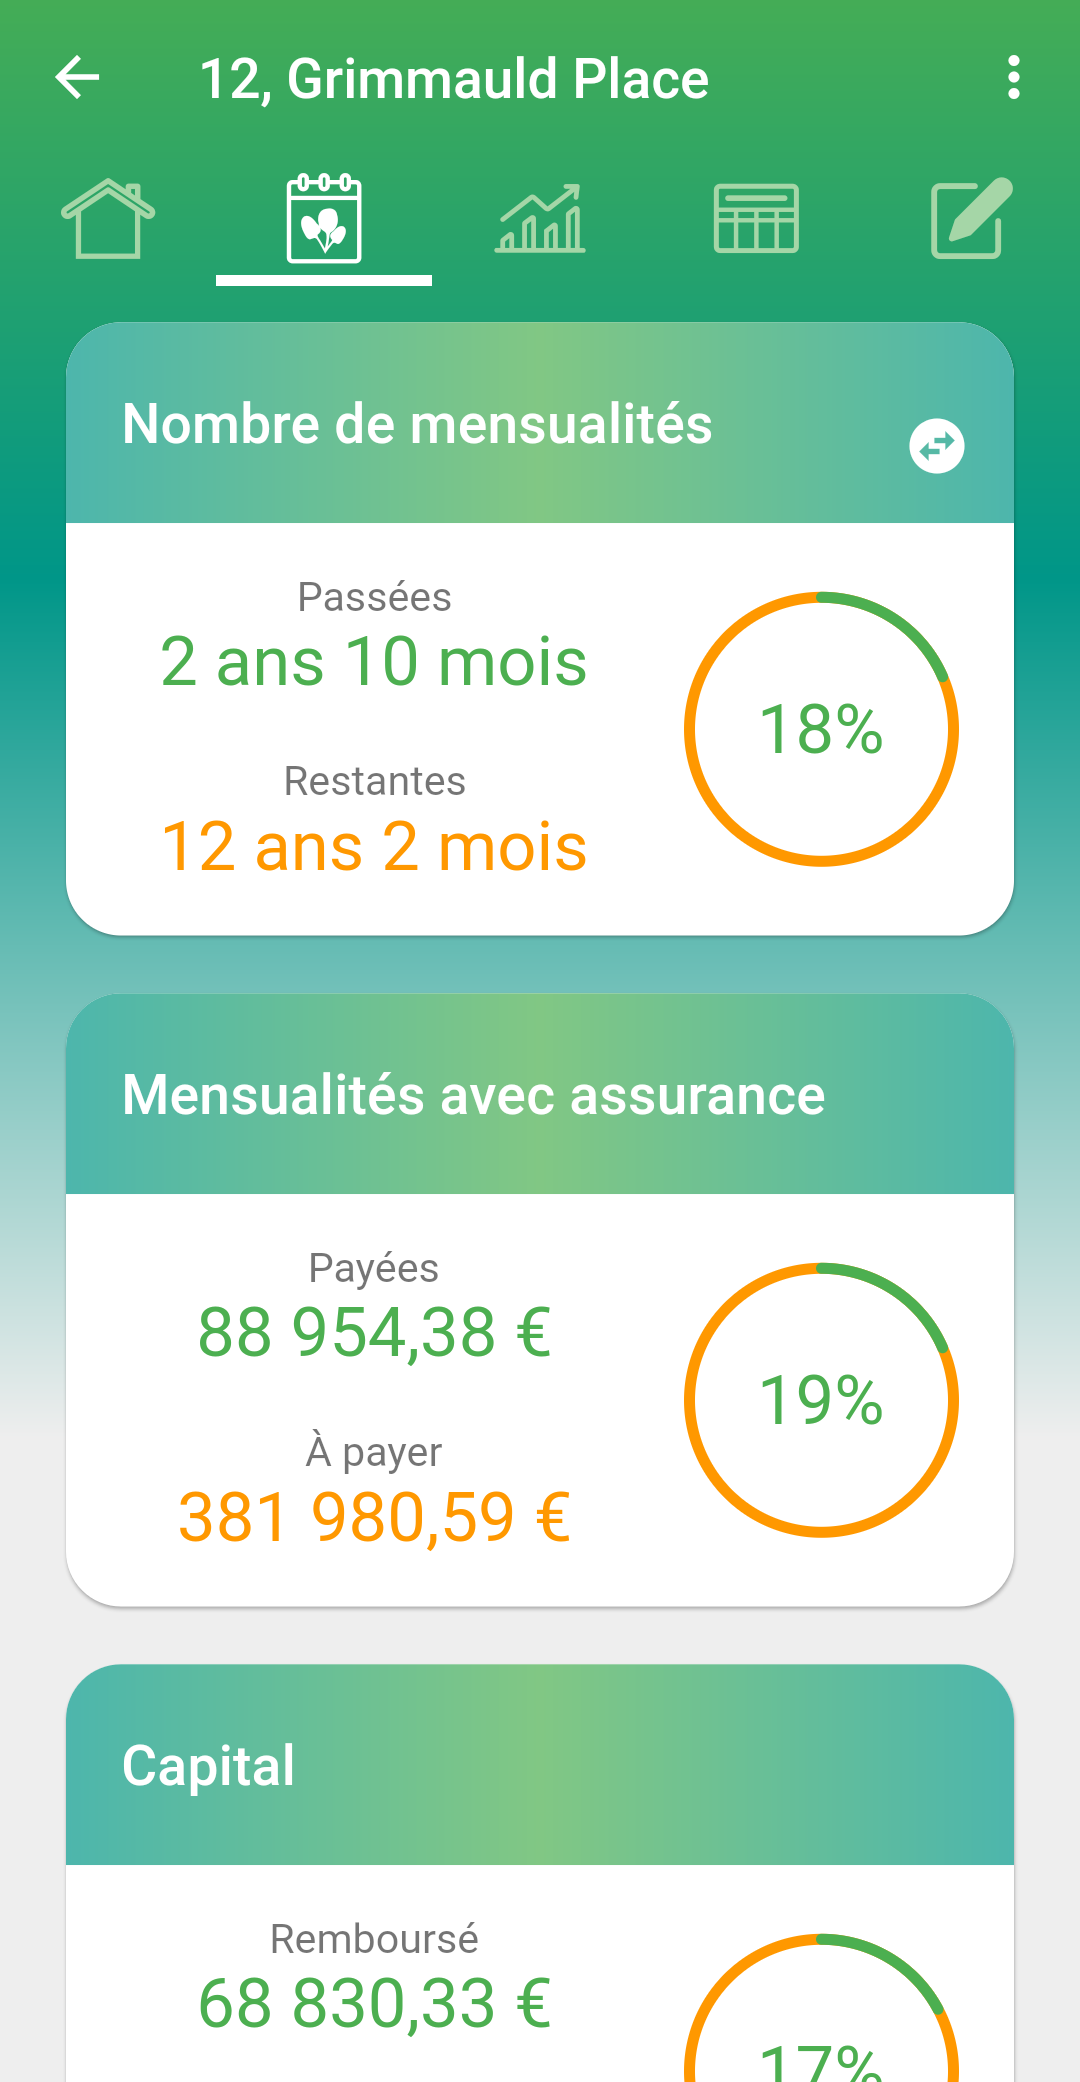 12, Grimmauld Place
Nombre de mensualités
Passées
2 ans 10 mois
18%
Restantes
12 ans 2 mois
Mensualités avec assurance
Payées
88 954,38 €
19%
À payer
381 980,59 €
Capital
Remboursé
68 830,33 €
17%